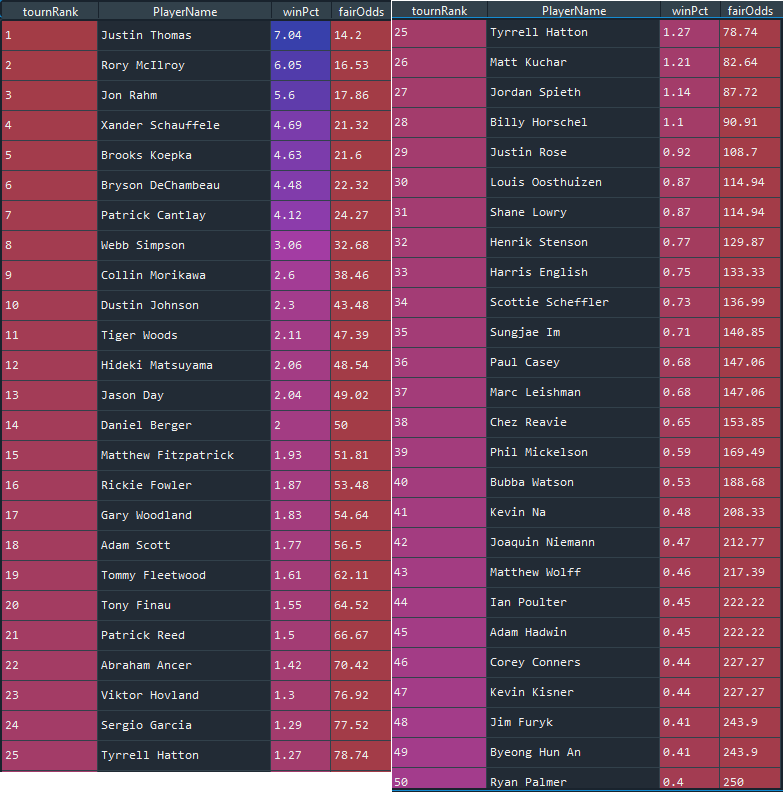 tournRank PlayerName winPct fairOdds
1 Justin Thomas 7.04 14.2
2 Rory McIlroy 6.05 16.53
3 Jon Rahm 5.6 17.86
4 Xander Schauffele 4.69 21.32
5 Brooks Koepka 4.63 21.6
6 Bryson DeChambeau 4.48 22.32
7 Patrick Cantlay 4.12 24.27
8 Webb Simpson 3.06 32.68
9 Collin Morikawa 2.6 38.46
10 Dustin Johnson 2.3 43.48
11 Tiger Woods 2.11 47.39
12 Hideki Matsuyama 2.06 48.54
13 Jason Day 2.04 49.02
14 Daniel Berger 2 50
15 Matthew Fitzpatrick 1.93 51.81
16 Rickie Fowler 1.87 53.48
17 Gary Woodland 1.83 54.64
18 Adam Scott 1.77 56.5
19 Tommy Fleetwood 1.61 62.11
20 Tony Finau 1.55 64.52
21 Patrick Reed 1.5 66.67
22 Abraham Ancer 1.42 70.42
23 Viktor Hovland 1.3 76.92
24 Sergio Garcia 1.29 77.52
25 Tyrrell Hatton 1.27 78.74
tournRank PlayerName winPct fairOdds
25 Tyrrell Hatton 1.27 78.74
26 Matt Kuchar 1.21 82.64
27 Jordan Spieth 1.14 87.72
28 Billy Horschel 1.1 90.91
29 Justin Rose 0.92 108.7
30 Louis Oosthuizen 0.87 114.94
31 Shane Lowry 0.87 114.94
32 Henrik Stenson 0.77 129.87
33 Harris English 0.75 133.33
34 Scottie Scheffler 0.73 136.99
35 Sungjae Im 0.71 140.85
36 Paul Casey 0.68 147.06
37 Marc Leishman 0.68 147.06
38 Chez Reavie 0.65 153.85
39 Phil Mickelson 0.59 169.49
40 Bubba Watson 0.53 188.68
41 Kevin Na 0.48 208.33
42 Joaquin Niemann 0.47 212.77
43 Matthew Wolff 0.46 217.39
44 Ian Poulter 0.45 222.22
45 Adam Hadwin 0.45 222.22
46 Corey Conners 0.44 227.27
47 Kevin Kisner 0.44 227.27
48 Jim Furyk 0.41 243.9
49 Byeong Hun An 0.41 243.9
50 Ryan Palmer 0.4 250